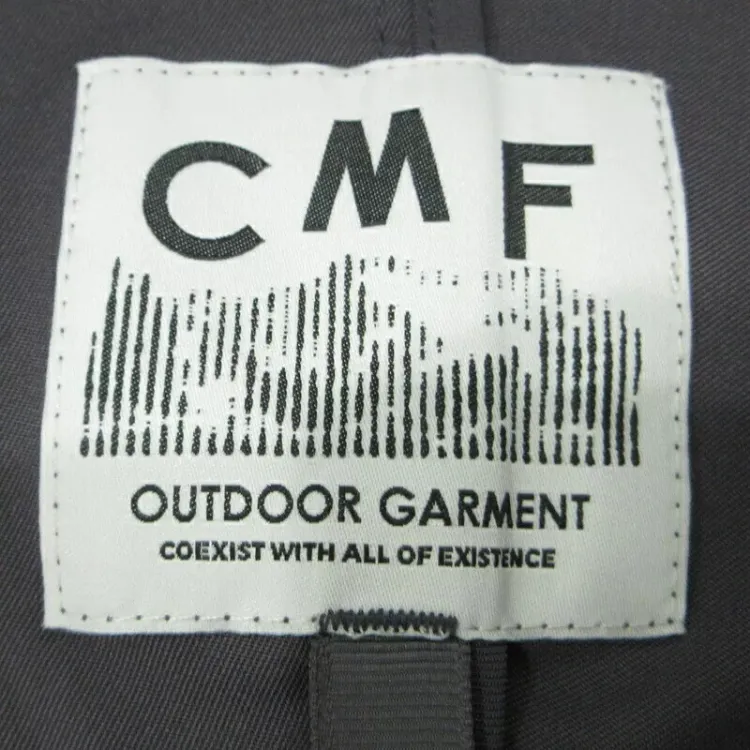 CMF
OUTDOOR GARMENT
COEXIST WITH ALL OF EXISTENCE